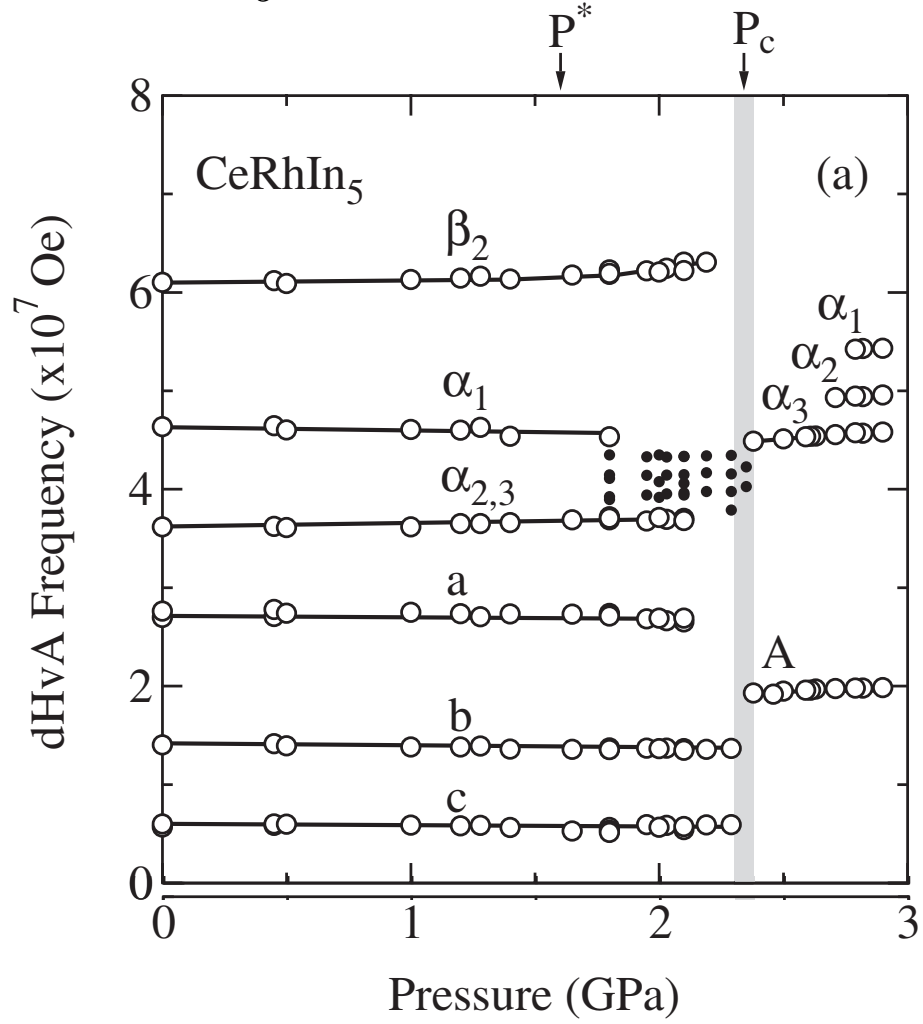 P* Pc
8
CeRhIn5 (a)
β2
6
α1
α2
α1 α3
α2,3
4
a
A
2
b
c
0
0 1 2 3
Pressure (GPa)
dHvA Frequency (x10^7 Oe)